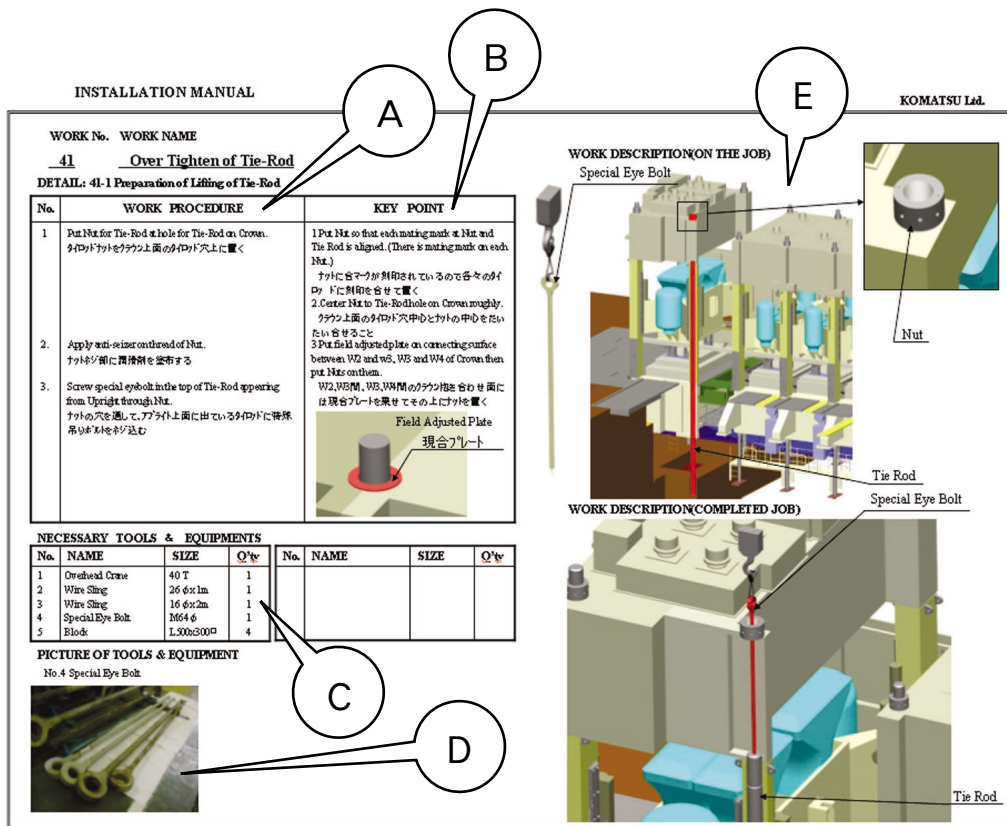 INSTALLATION MANUAL
KOMATSU Ltd.
A
B
C
D
E
WORK No. WORK NAME
41 Over Tighten of Tie-Rod
DETAIL: 41-1 Preparation of Lifting of Tie-Rod
No. WORK PROCEDURE KEY POINT
1 Put Nut for Tie-Rod at hole for Tie-Rod on Crown.
タイロッドナットをクラウン上面のタイロッド穴上に置く
2. Apply anti-seizer on thread of Nut.
ナットネジ部に潤滑剤を塗布する
3. Screw special eyebolt in the top of Tie-Rod appearing
from Upright through Nut.
ナットの穴を通して、アプライト上面に出ているタイロッドに特殊
吊りボルトをネジ込む
1 Put Nut so that each mating mark at Nut and
Tie Rod is aligned. (There is mating mark on each
Nut.)
ナットに合マークが刻印されているので各々のタイ
ロッドに刻印を合せて置く
2. Center Nut to Tie-Rod hole on Crown roughly.
クラウン上面のタイロッド穴中心とナットの中心をだい
たい合せること
3 Put field adjusted plate on connecting surface
between W2 and w3, W3 and W4 of Crown then
put Nuts on them.
W2,W3間、W3,W4間のクラウン抱き合わせ面に
は現合プレートを乗せてその上にナットを置く
Field Adjusted Plate
現合プレート
NECESSARY TOOLS & EQUIPMENTS
No. NAME SIZE Q'ty No. NAME SIZE Q'ty
1 Overhead Crane 40 T 1
2 Wire Sling 26 ϕx1m 1
3 Wire Sling 16 ϕx2m 1
4 Special Eye Bolt M64 ϕ 1
5 Block L500x300□ 4
PICTURE OF TOOLS & EQUIPMENT
No.4 Special Eye Bolt
WORK DESCRIPTION(ON THE JOB)
Special Eye Bolt
Nut
Tie Rod
WORK DESCRIPTION(COMPLETED JOB)
Special Eye Bolt
Tie Rod